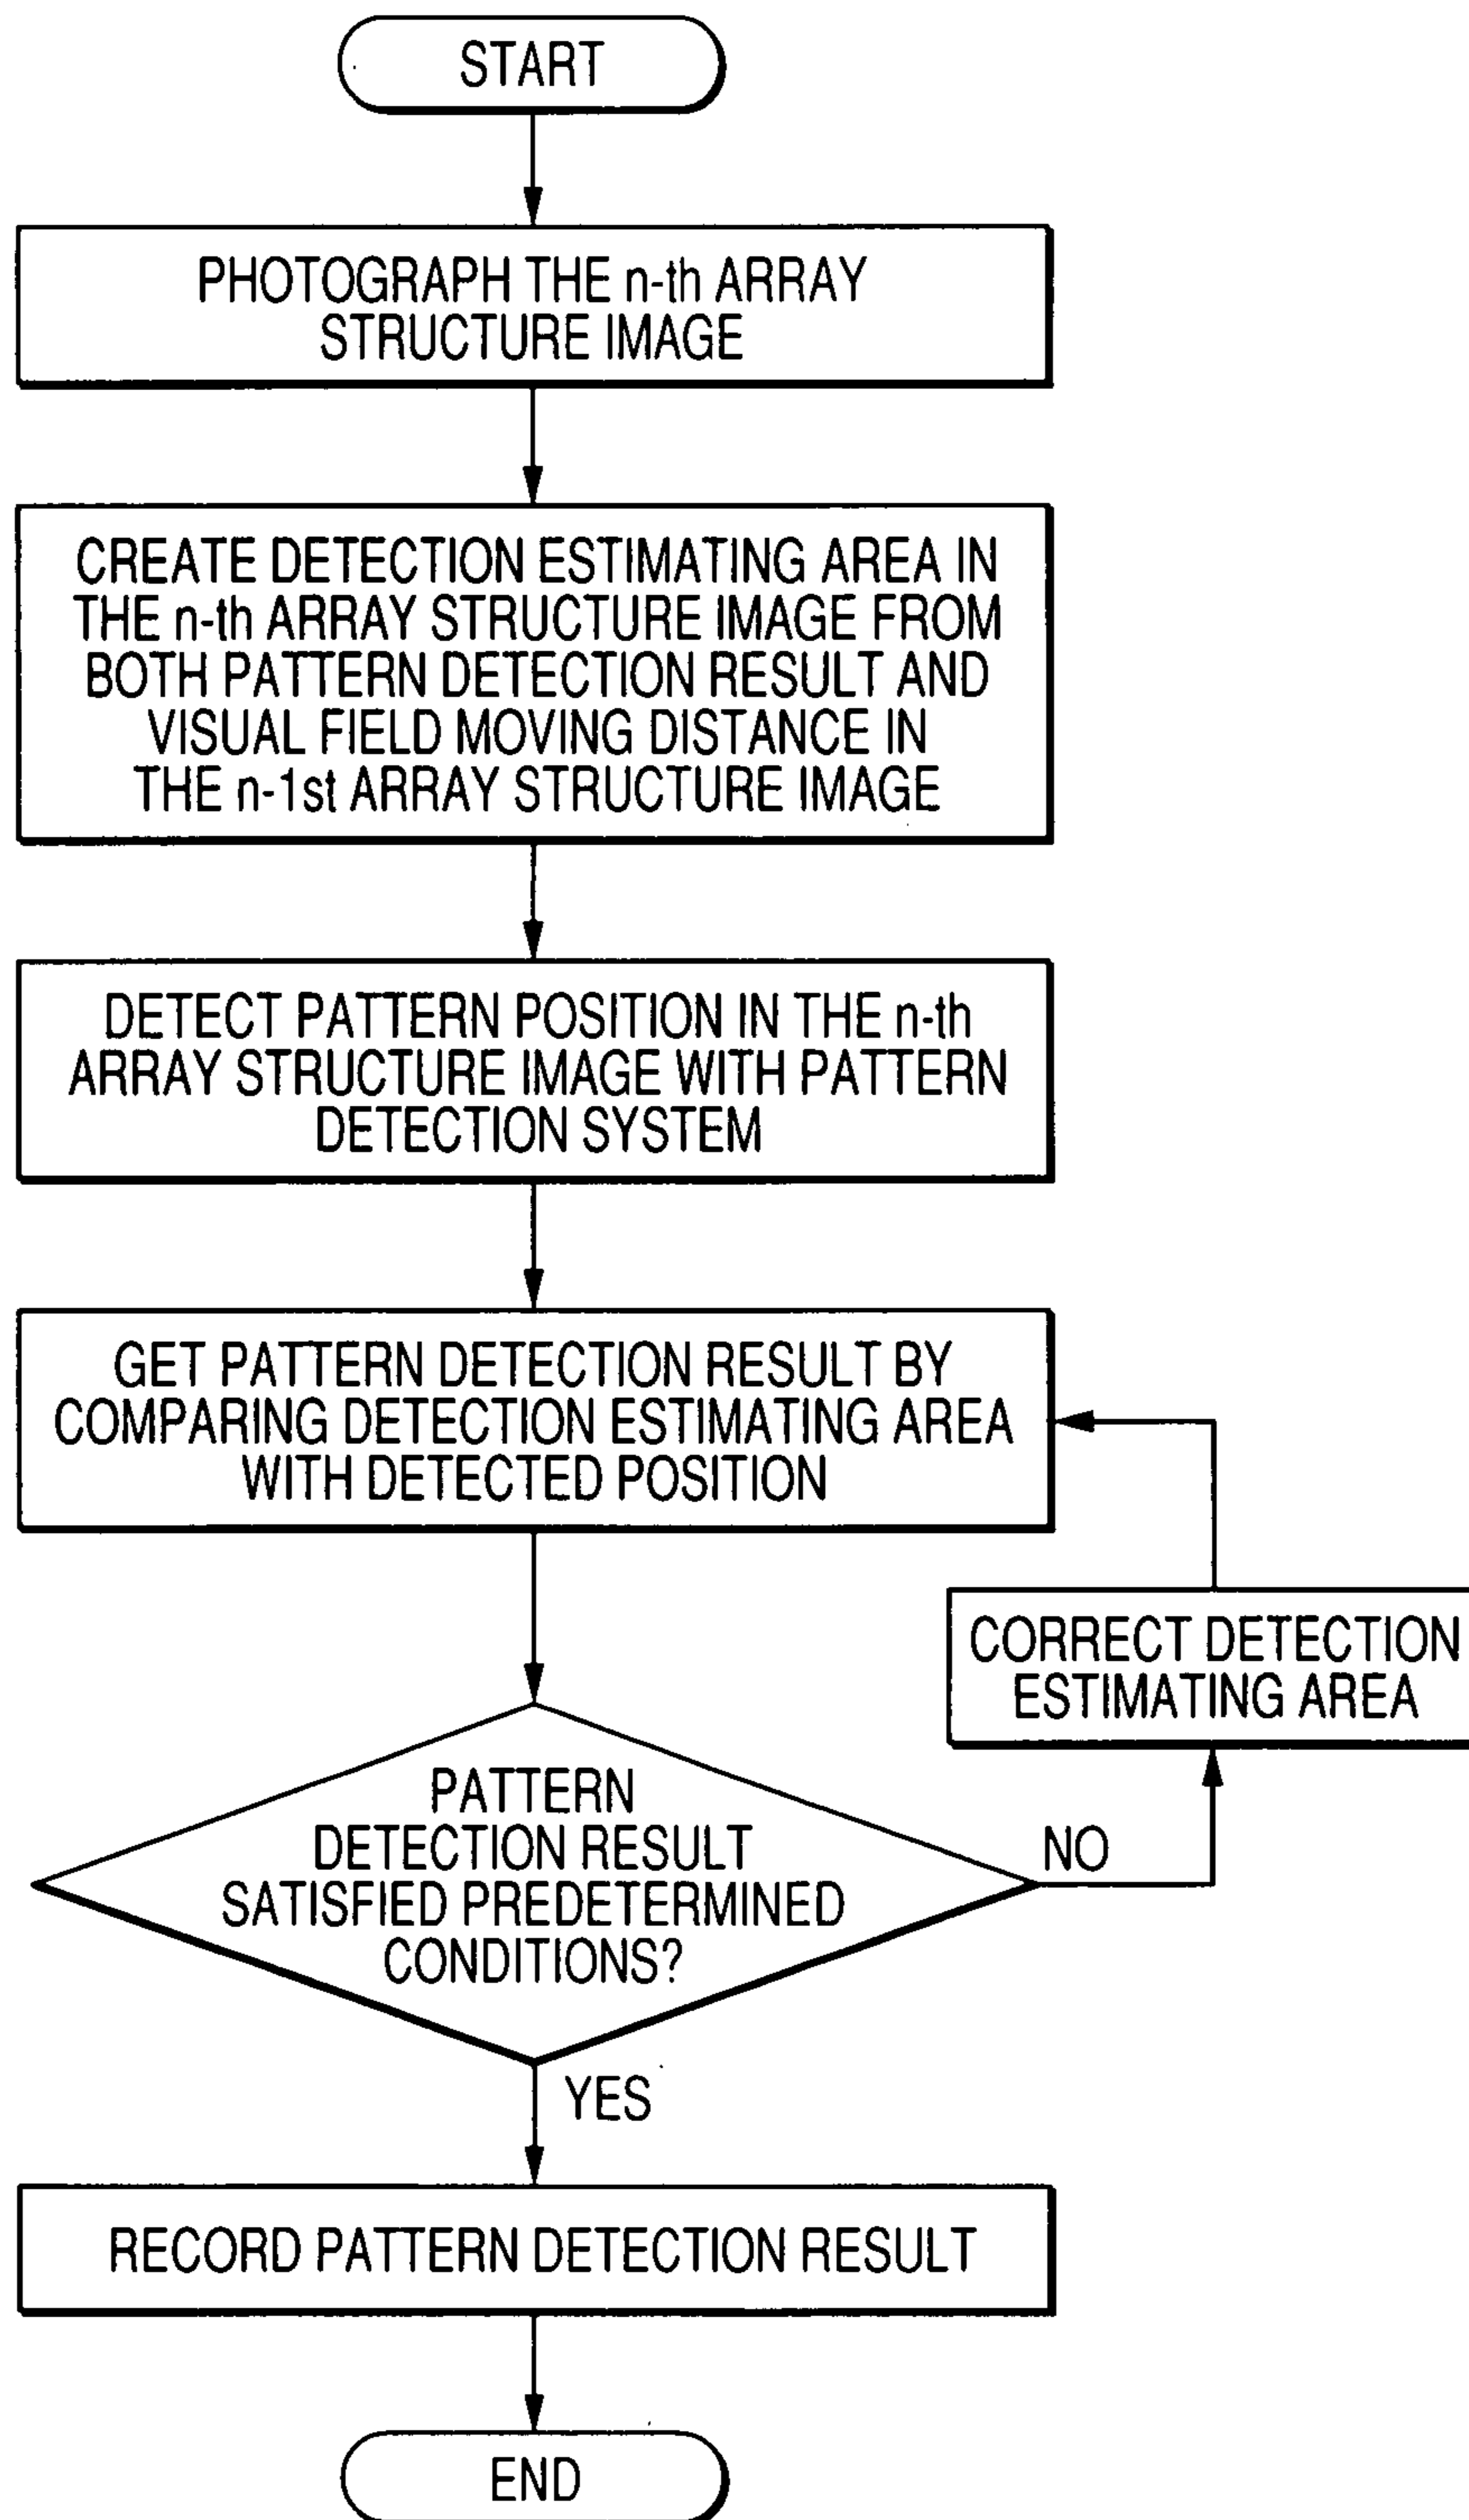 START
PHOTOGRAPH THE n-th ARRAY
STRUCTURE IMAGE
CREATE DETECTION ESTIMATING AREA IN
THE n-th ARRAY STRUCTURE IMAGE FROM
BOTH PATTERN DETECTION RESULT AND
VISUAL FIELD MOVING DISTANCE IN
THE n-1st ARRAY STRUCTURE IMAGE
DETECT PATTERN POSITION IN THE n-th
ARRAY STRUCTURE IMAGE WITH PATTERN
DETECTION SYSTEM
GET PATTERN DETECTION RESULT BY
COMPARING DETECTION ESTIMATING AREA
WITH DETECTED POSITION
CORRECT DETECTION
ESTIMATING AREA
PATTERN
DETECTION RESULT
SATISFIED PREDETERMINED
CONDITIONS?
NO
YES
RECORD PATTERN DETECTION RESULT
END